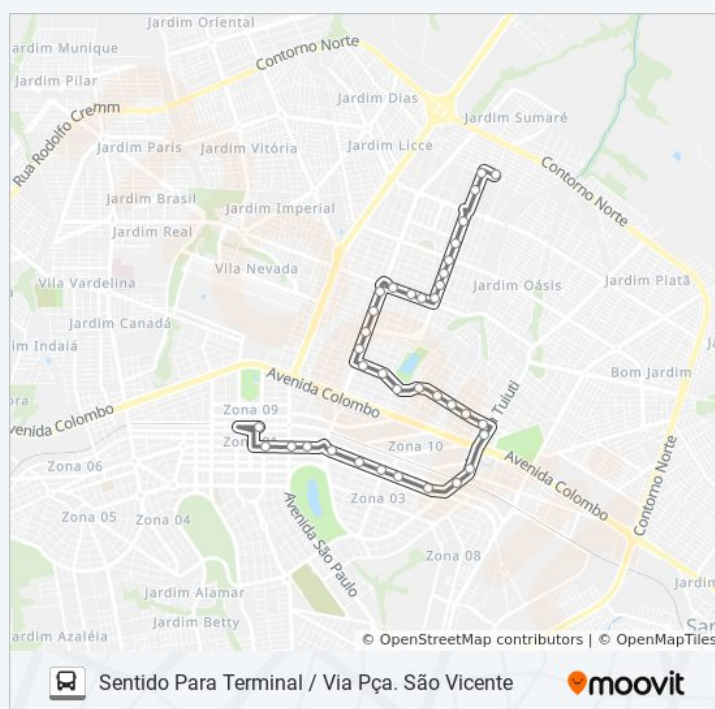 Jardim Oriental
Contorno Norte
Jardim Munique
Jardim Pilar
Rua Rodolfo Cremm
Jardim Dias
Jardim Sumaré
Jardim Paris
Jardim Vitória
Jardim Licce
Contorno Norte
Jardim Brasil
Jardim Imperial
Jardim Real
Vila Nevada
Vila Vardelina
Jardim Oásis
Jardim Piatã
Jardim Canadá
Bom Jardim
Avenida Colombo
Tuiuti
Zona 09
Avenida Colombo
Zona 10
Zona 06
Avenida Colombo
Contorno Norte
Zona 05
Zona 04
Zona 03
Avenida São Paulo
Zona 08
Jardim
Jardim Alamar
Jardim Betty
Jardim Azaléia
© OpenStreetMap contributors | © OpenMapTiles
Sentido Para Terminal / Via Pça. São Vicente
moovit